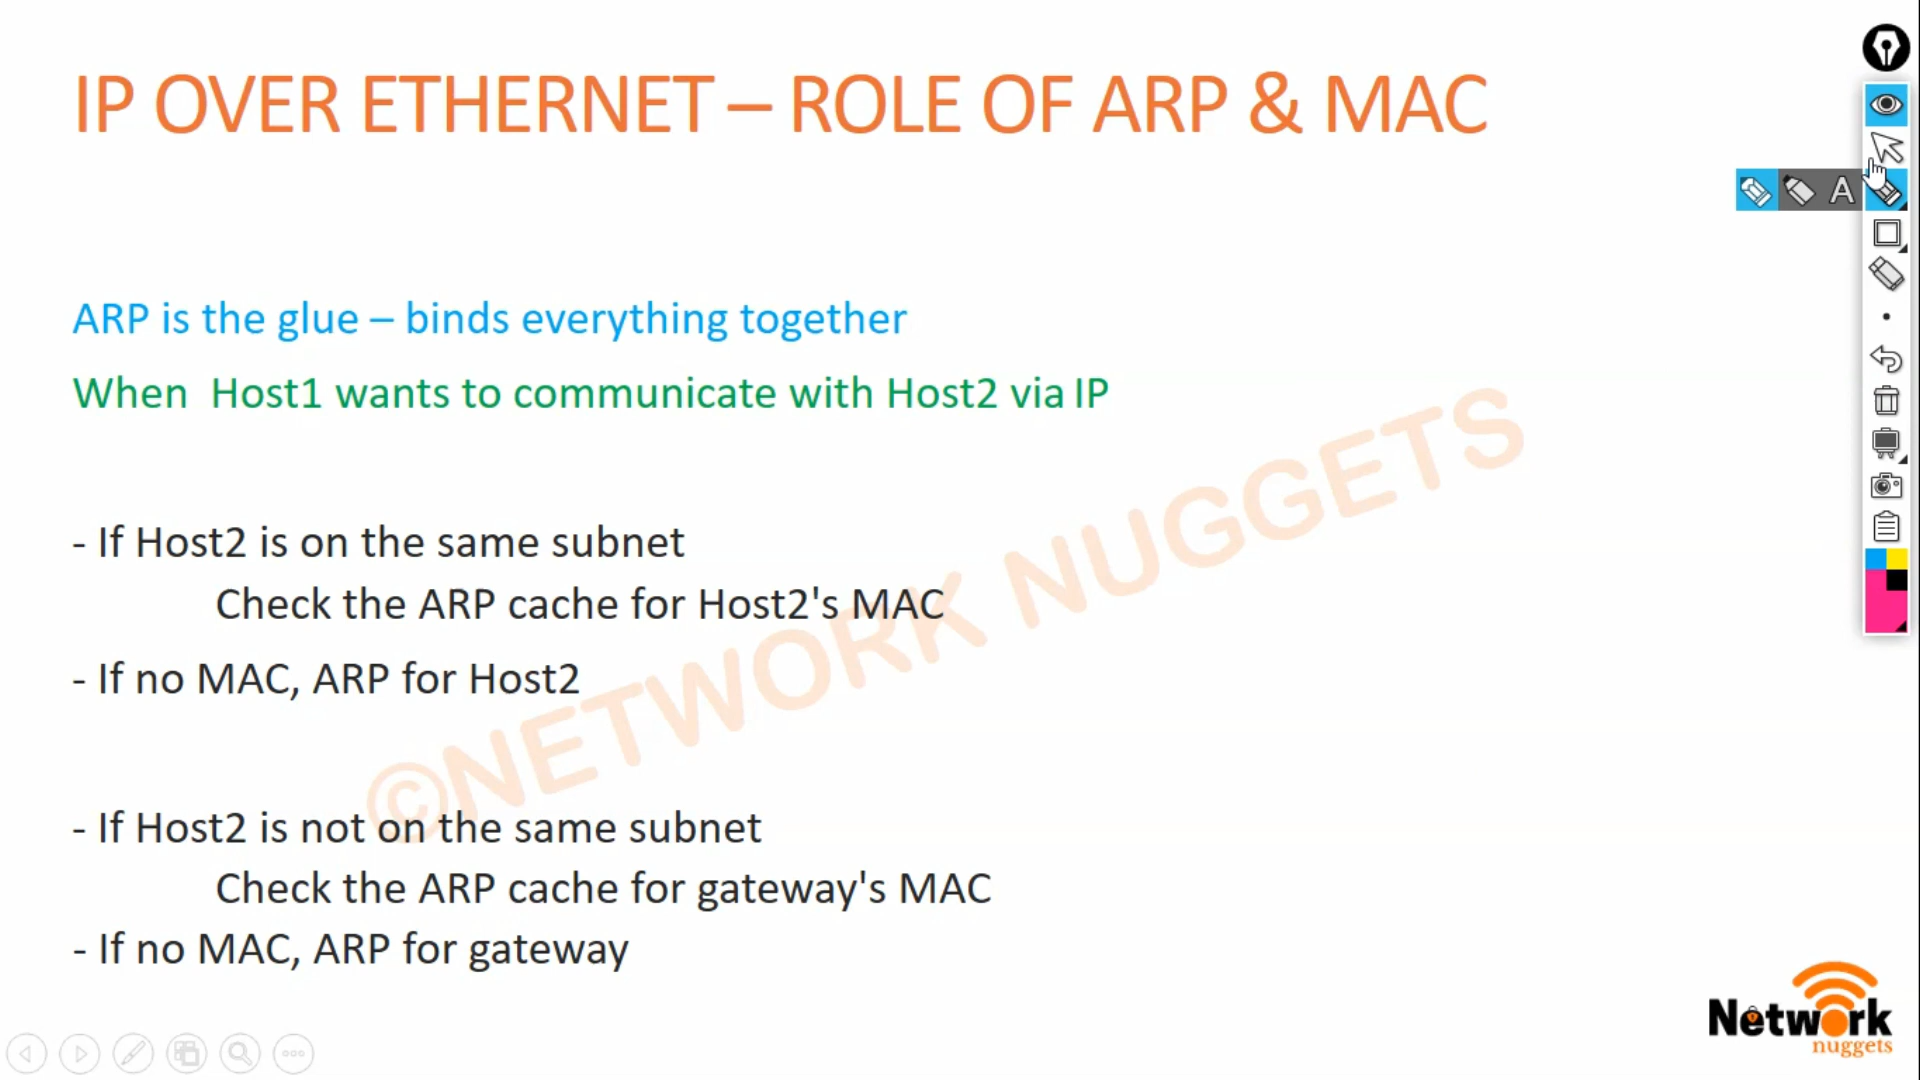 IP OVER ETHERNET – ROLE OF ARP & MAC
A
ARP is the glue – binds everything together
When  Host1 wants to communicate with Host2 via IP
©NETWORK NUGGETS
- If Host2 is on the same subnet
Check the ARP cache for Host2's MAC
- If no MAC, ARP for Host2
- If Host2 is not on the same subnet
Check the ARP cache for gateway's MAC
- If no MAC, ARP for gateway
Network
nuggets